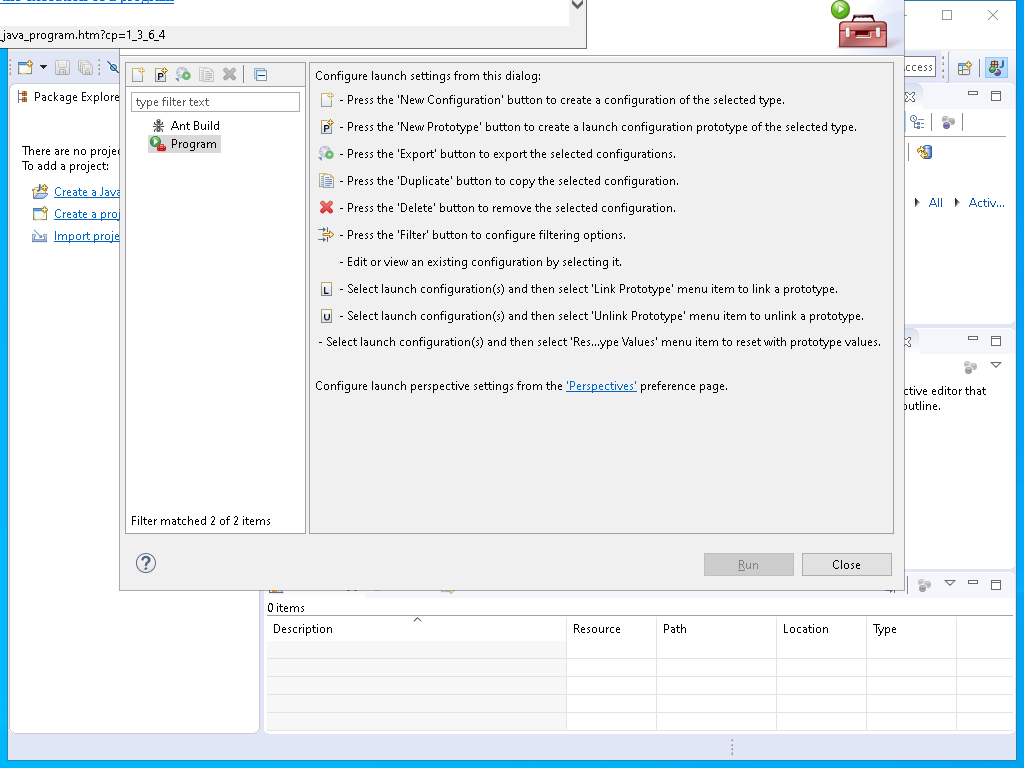 _java_program.htm?cp=1_3_6_4
ccess
Package Explore
type filter text
Ant Build
Program
Filter matched 2 of 2 items
There are no projec
To add a project:
Create a Java
Create a proj
Import proje
Configure launch settings from this dialog:
- Press the 'New Configuration' button to create a configuration of the selected type.
- Press the 'New Prototype' button to create a launch configuration prototype of the selected type.
- Press the 'Export' button to export the selected configurations.
- Press the 'Duplicate' button to copy the selected configuration.
- Press the 'Delete' button to remove the selected configuration.
- Press the 'Filter' button to configure filtering options.
- Edit or view an existing configuration by selecting it.
L - Select launch configuration(s) and then select 'Link Prototype' menu item to link a prototype.
U - Select launch configuration(s) and then select 'Unlink Prototype' menu item to unlink a prototype.
- Select launch configuration(s) and then select 'Res...ype Values' menu item to reset with prototype values.
Configure launch perspective settings from the 'Perspectives' preference page.
All
Activ...
ctive editor that
outline.
?
Run
Close
0 items
Description
Resource
Path
Location
Type